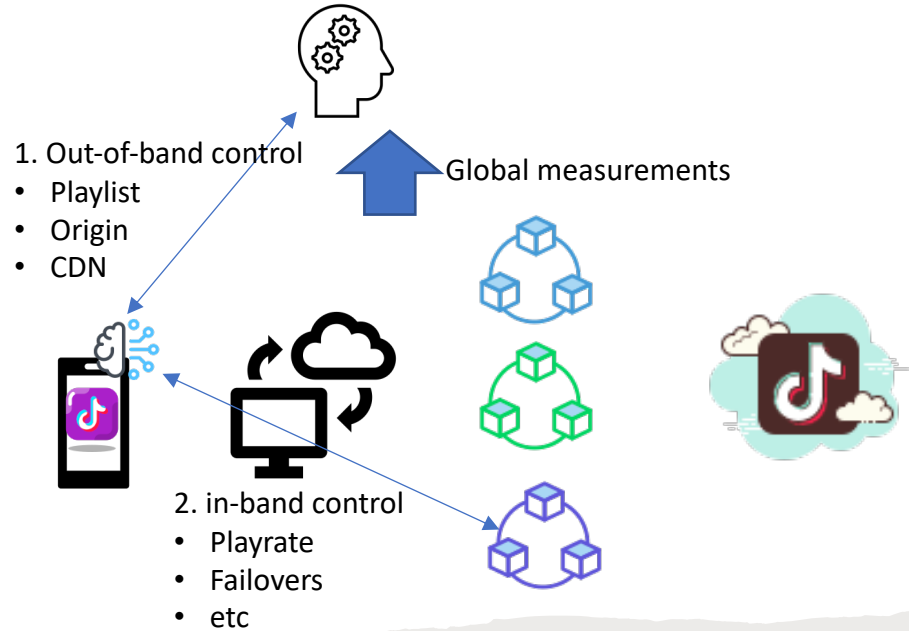 1. Out-of-band control
• Playlist
• Origin
• CDN
Global measurements
2. in-band control
• Playrate
• Failovers
• etc